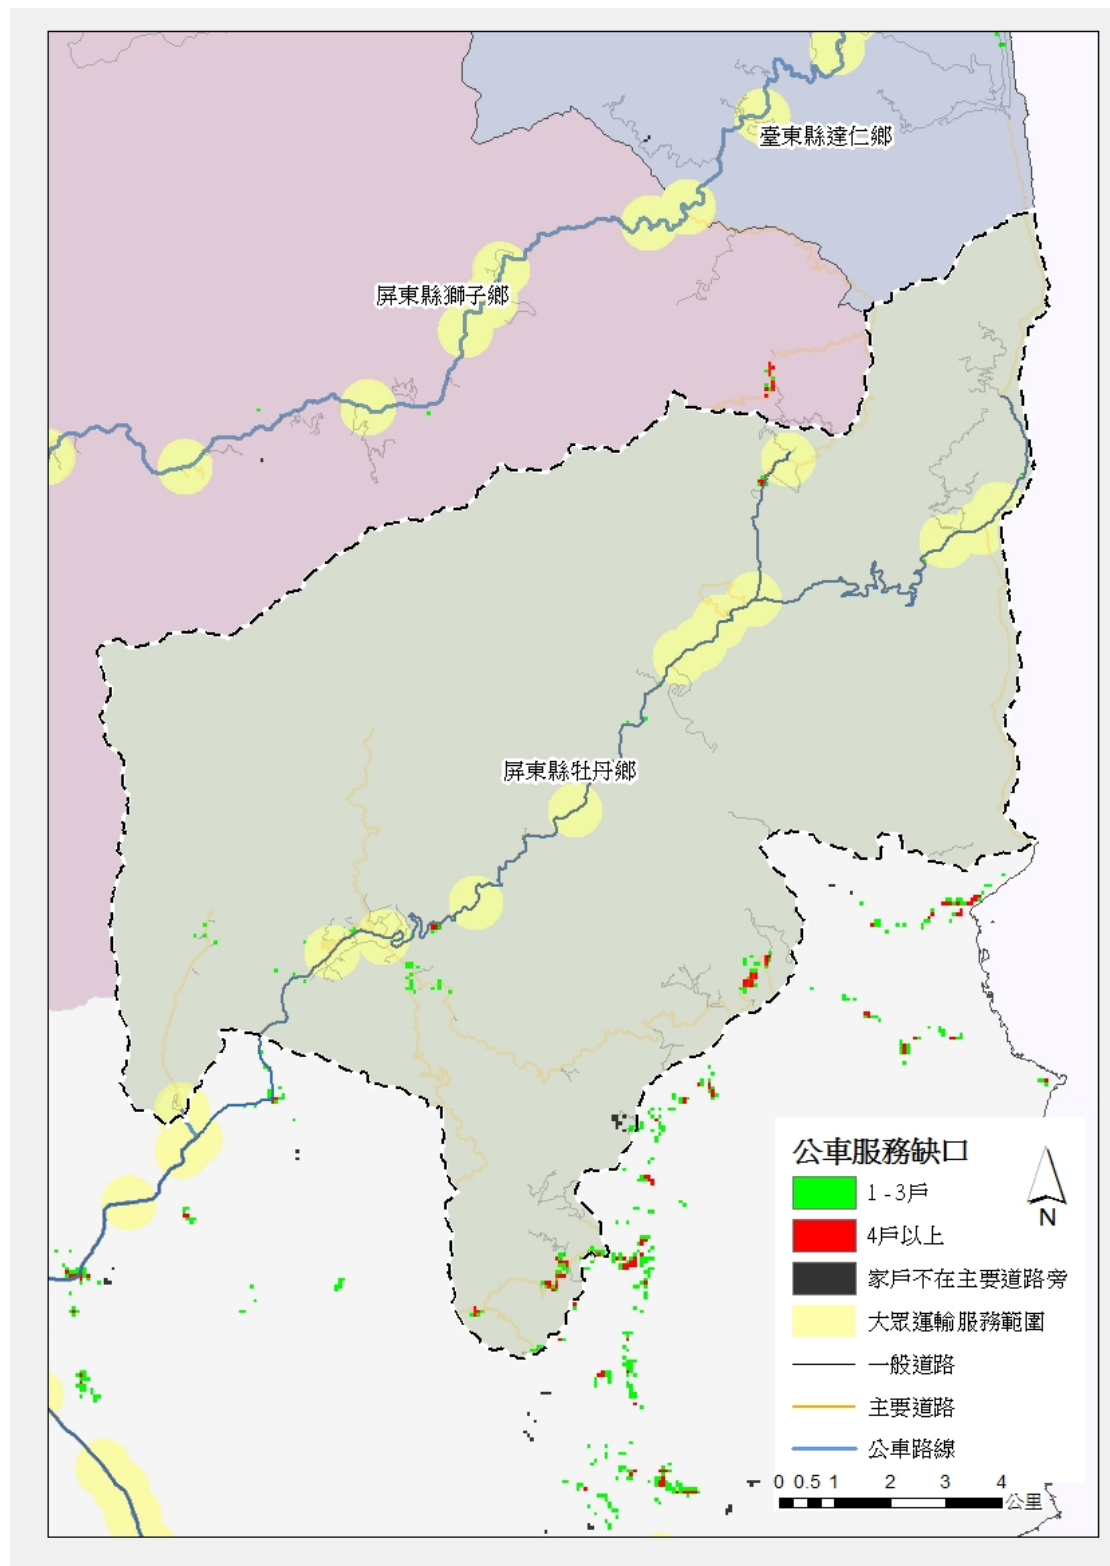 臺東縣達仁鄉
屏東縣獅子鄉
屏東縣牡丹鄉
公車服務缺口
1 - 3戶
4戶以上
N
家戶不在主要道路旁
大眾運輸服務範圍
一般道路
主要道路
公車路線
0 0.5 1 2 3 4
公里